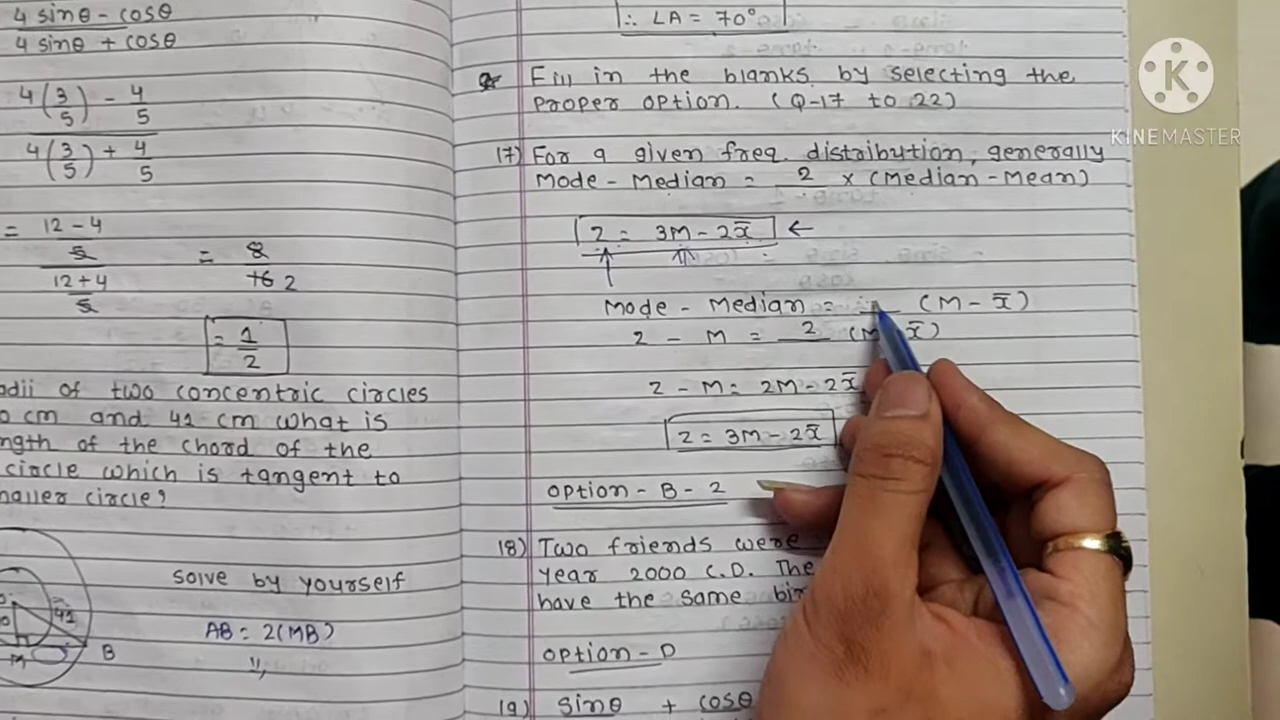 4 sinθ - cosθ
4 sinθ + cosθ
4(3/5) - 4/5
4(3/5) + 4/5
= 12 - 4
5
12 + 4
5
= 8
16 2
= 1/2
dii of two concentric circles
cm and 41 cm what is
of the chord of the
circle which is tangent to
circle?
Solve by yourself
AB = 2(MB)
41
M
B
∴ ∠A = 70°
Fill in the blanks by selecting the
proper option. (Q-17 to 22)
17) For a given freq. distribution, generally
Mode - Median = 2 × (Median - Mean)
Z = 3M - 2x̄ ←
Mode - Median = (M - x̄)
Z - M = 2 (M x̄)
Z - M = 2M - 2x̄
Z = 3M - 2x̄
option - B - 2
18) Two friends were
year 2000 C.D. The
have the same bir
option - D
19) sinθ + cosθ
K
KINEMASTER